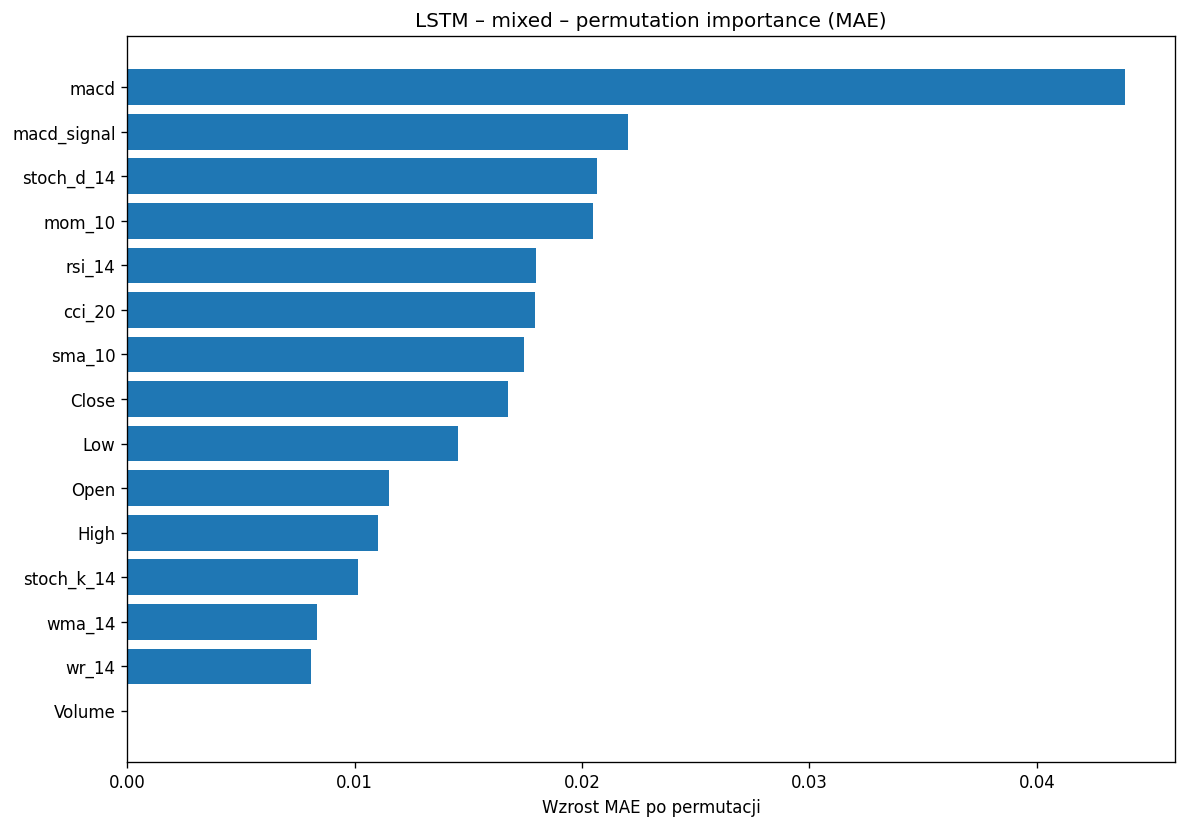 LSTM – mixed – permutation importance (MAE)
macd
macd_signal
stoch_d_14
mom_10
rsi_14
cci_20
sma_10
Close
Low
Open
High
stoch_k_14
wma_14
wr_14
Volume
0.00 0.01 0.02 0.03 0.04
Wzrost MAE po permutacji